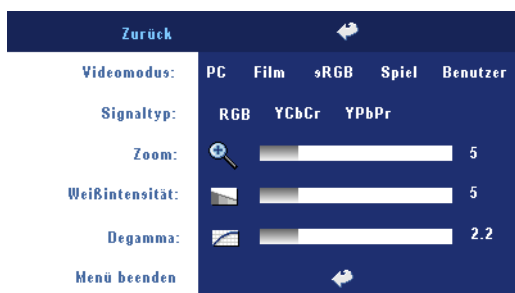 Zurück
Videomodus: PC Film sRGB Spiel Benutzer
Signaltyp: RGB YCbCr YPbPr
Zoom: 5
Weißintensität: 5
Degamma: 2.2
Menü beenden